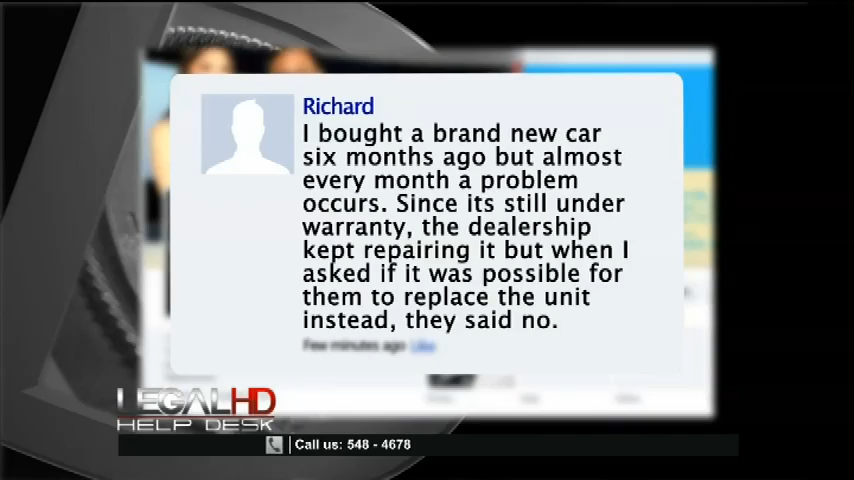 Richard
I bought a brand new car
six months ago but almost
every month a problem
occurs. Since its still under
warranty, the dealership
kept repairing it but when I
asked if it was possible for
them to replace the unit
instead, they said no.
Few minutes ago Like
LEGALHD
HELP DESK
Call us: 548 - 4678